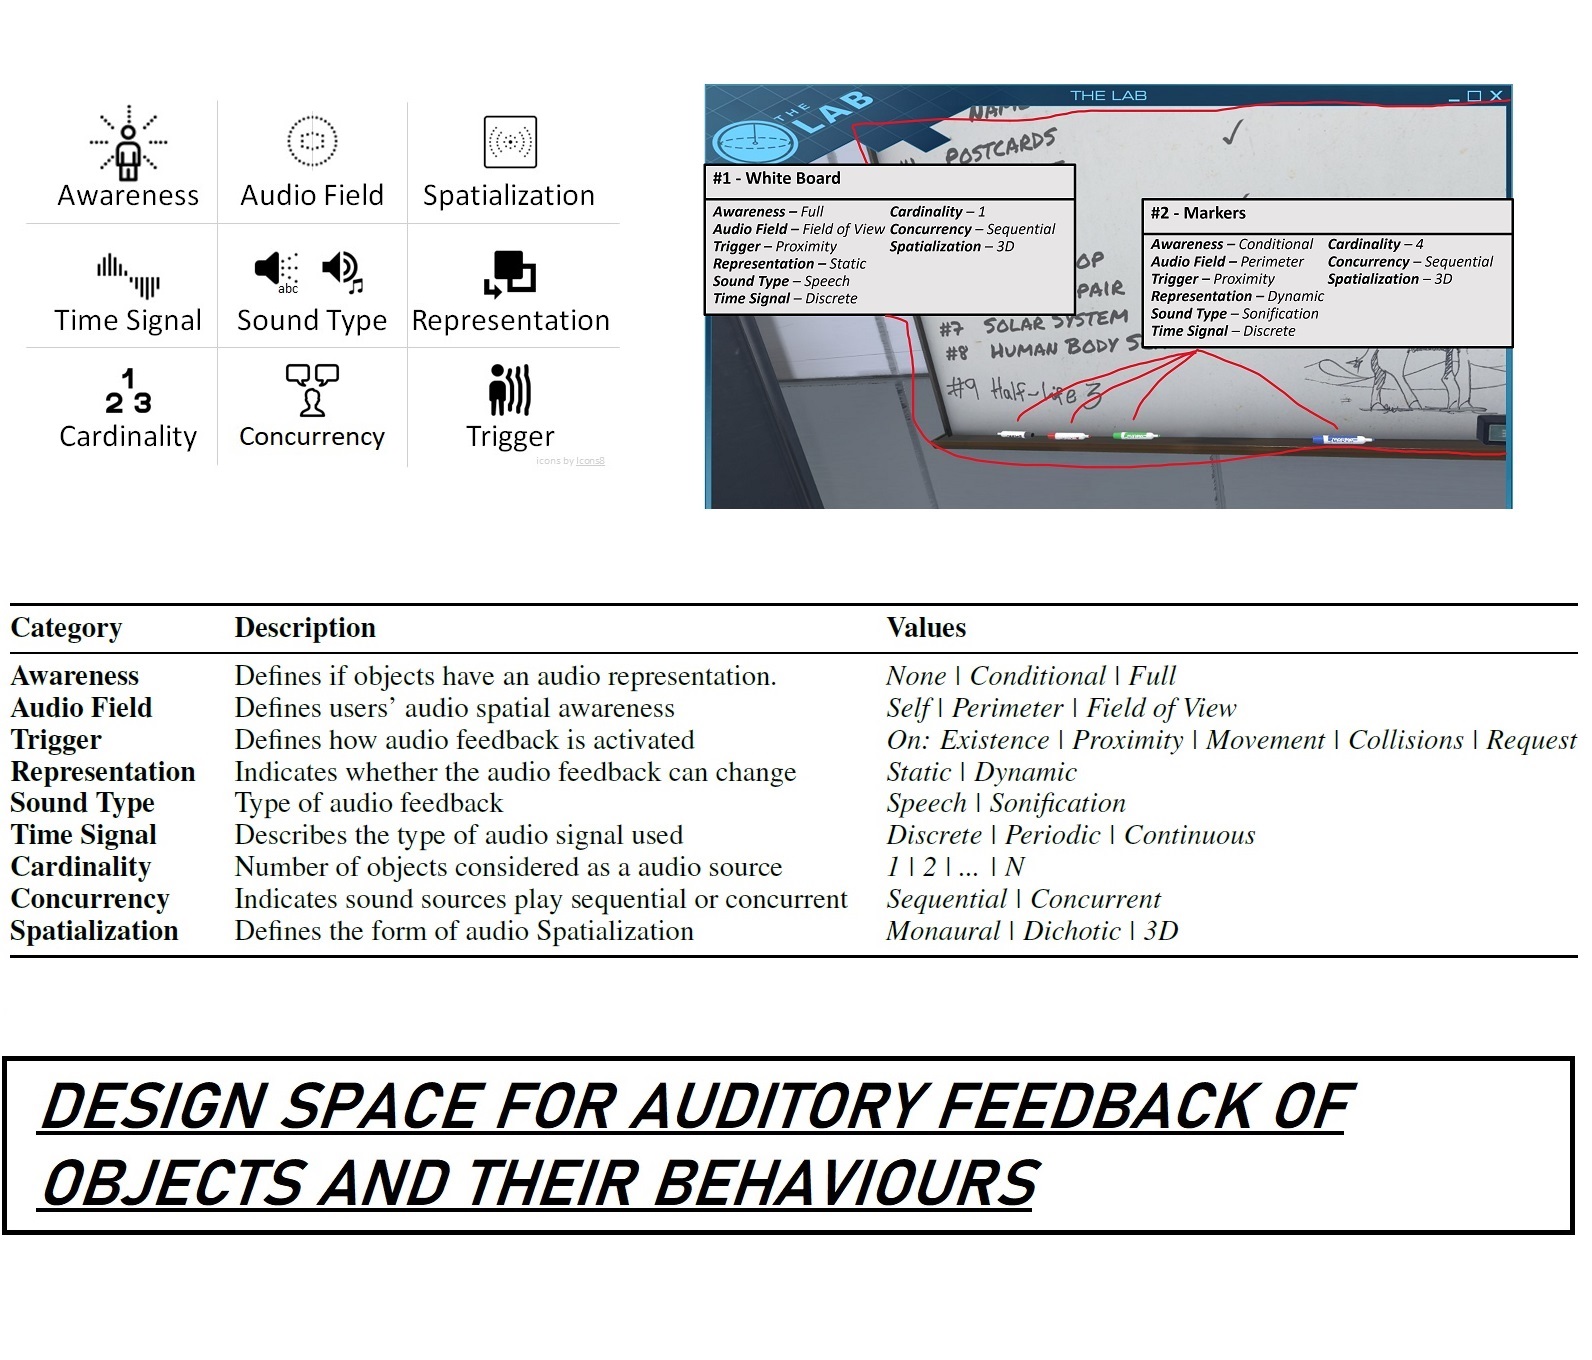 Awareness
Audio Field
Spatialization
abc
Time Signal
Sound Type
Representation
1
2 3
Cardinality
Concurrency
Trigger
icons by Icons8
THE LAB
THE
LAB
NAME
POSTCARDS
#1 - White Board
Awareness – Full
Audio Field – Field of View
Trigger – Proximity
Representation – Static
Sound Type – Speech
Time Signal – Discrete
Cardinality – 1
Concurrency – Sequential
Spatialization – 3D
#2 - Markers
Awareness – Conditional
Audio Field – Perimeter
Trigger – Proximity
Representation – Dynamic
Sound Type – Sonification
Time Signal – Discrete
Cardinality – 4
Concurrency – Sequential
Spatialization – 3D
OP
PAIR
#7 SOLAR SYSTEM
#8 HUMAN BODY S
#9 Half-Life 3
Category Description Values
Awareness Defines if objects have an audio representation. None | Conditional | Full
Audio Field Defines users’ audio spatial awareness Self | Perimeter | Field of View
Trigger Defines how audio feedback is activated On: Existence | Proximity | Movement | Collisions | Request
Representation Indicates whether the audio feedback can change Static | Dynamic
Sound Type Type of audio feedback Speech | Sonification
Time Signal Describes the type of audio signal used Discrete | Periodic | Continuous
Cardinality Number of objects considered as a audio source 1 | 2 | ... | N
Concurrency Indicates sound sources play sequential or concurrent Sequential | Concurrent
Spatialization Defines the form of audio Spatialization Monaural | Dichotic | 3D
DESIGN SPACE FOR AUDITORY FEEDBACK OF
OBJECTS AND THEIR BEHAVIOURS